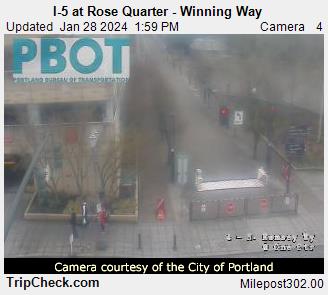 I-5 at Rose Quarter - Winning Way
Updated Jan 28 2024 1:59 PM Camera 4
PBOT
PORTLAND BUREAU OF TRANSPORTATION
Camera courtesy of the City of Portland
TripCheck.com Milepost302.00